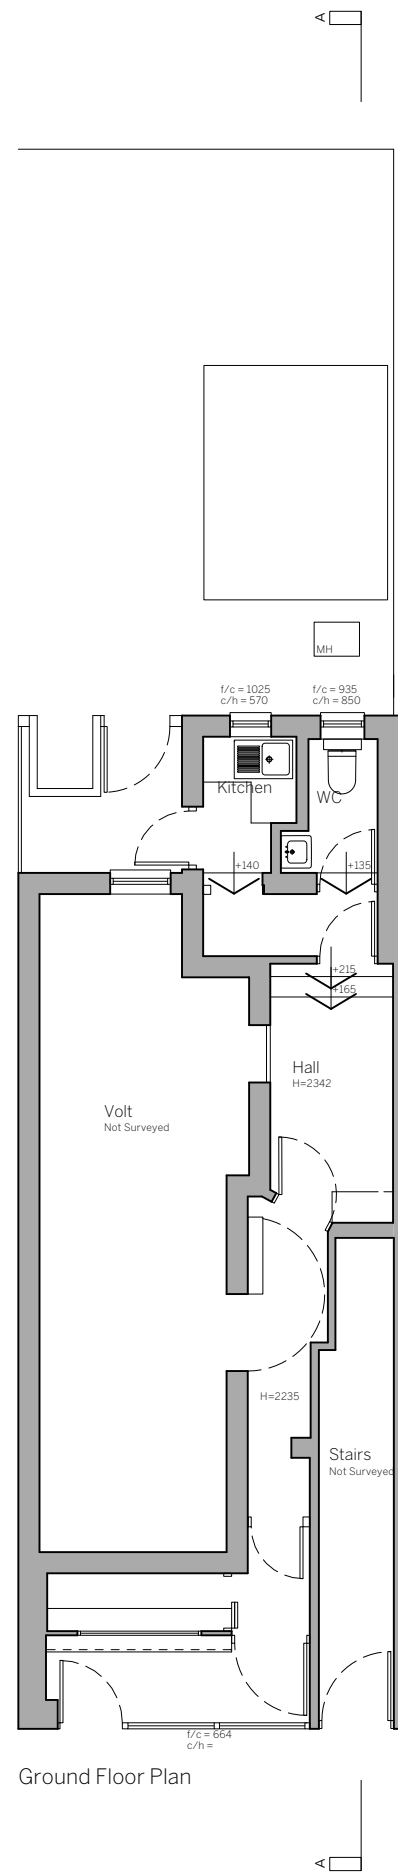 A
MH
f/c = 1025
c/h = 570
f/c = 935
c/h = 850
Kitchen
WC
+140
+135
+215
+165
Hall
H=2342
Volt
Not Surveyed
H=2235
Stairs
Not Surveyed
f/c = 664
c/h =
Ground Floor Plan
A